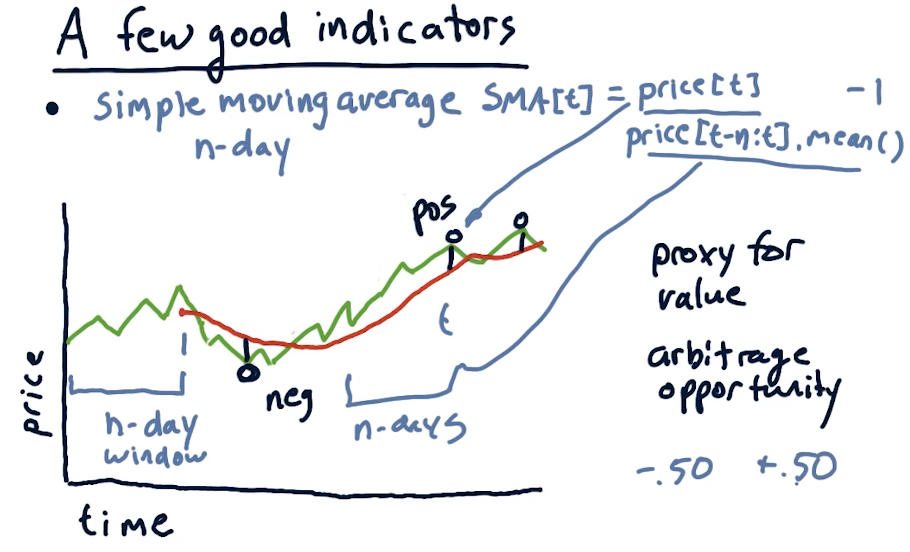 A few good indicators
• Simple moving average SMA[t] = price[t] -1
n-day price[t-n:t].mean()
pos
t
neg
n-day
window
n-days
price
time
proxy for
value
arbitrage
opportunity
-.50 +.50